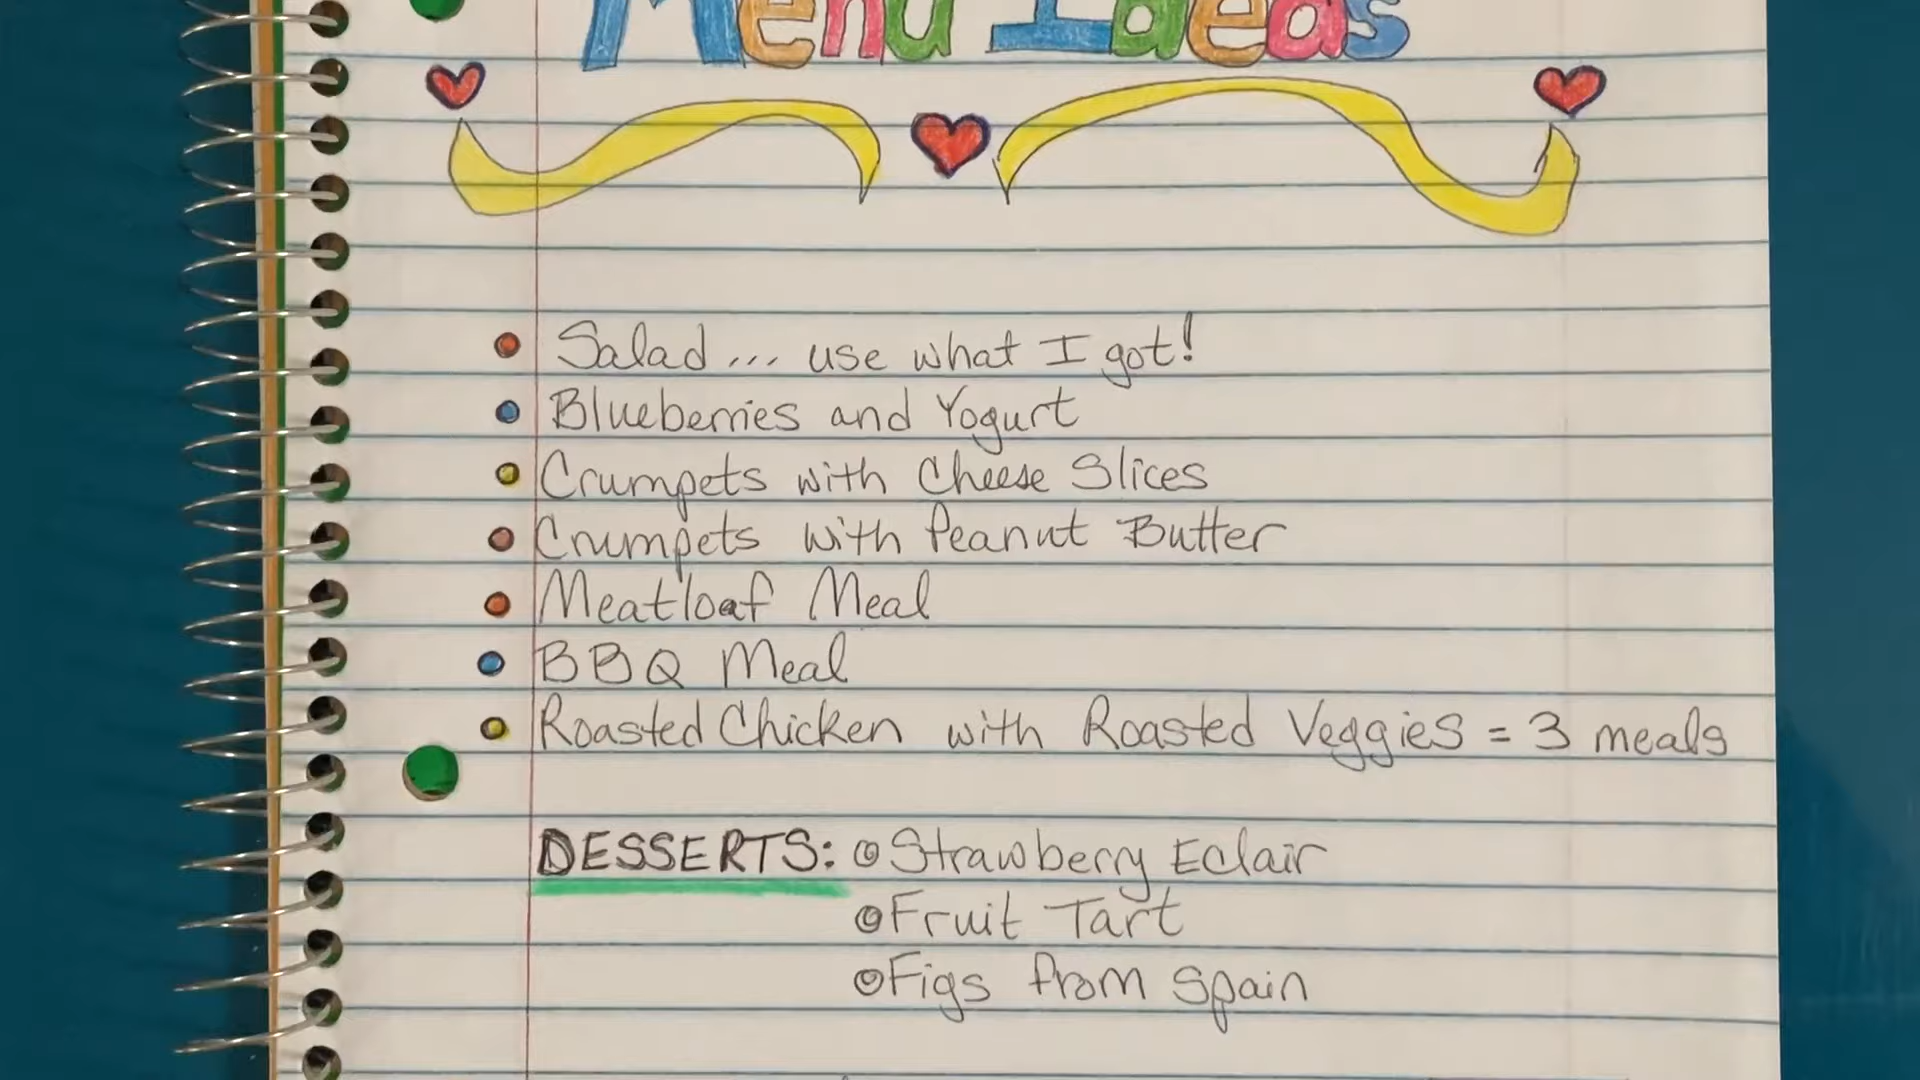 Menu Ideas
Salad... use what I got!
Blueberries and Yogurt
Crumpets with Cheese Slices
Crumpets with Peanut Butter
Meatloaf Meal
BBQ Meal
Roasted Chicken with Roasted Veggies = 3 meals
DESSERTS: Strawberry Eclair
Fruit Tart
Figs from Spain